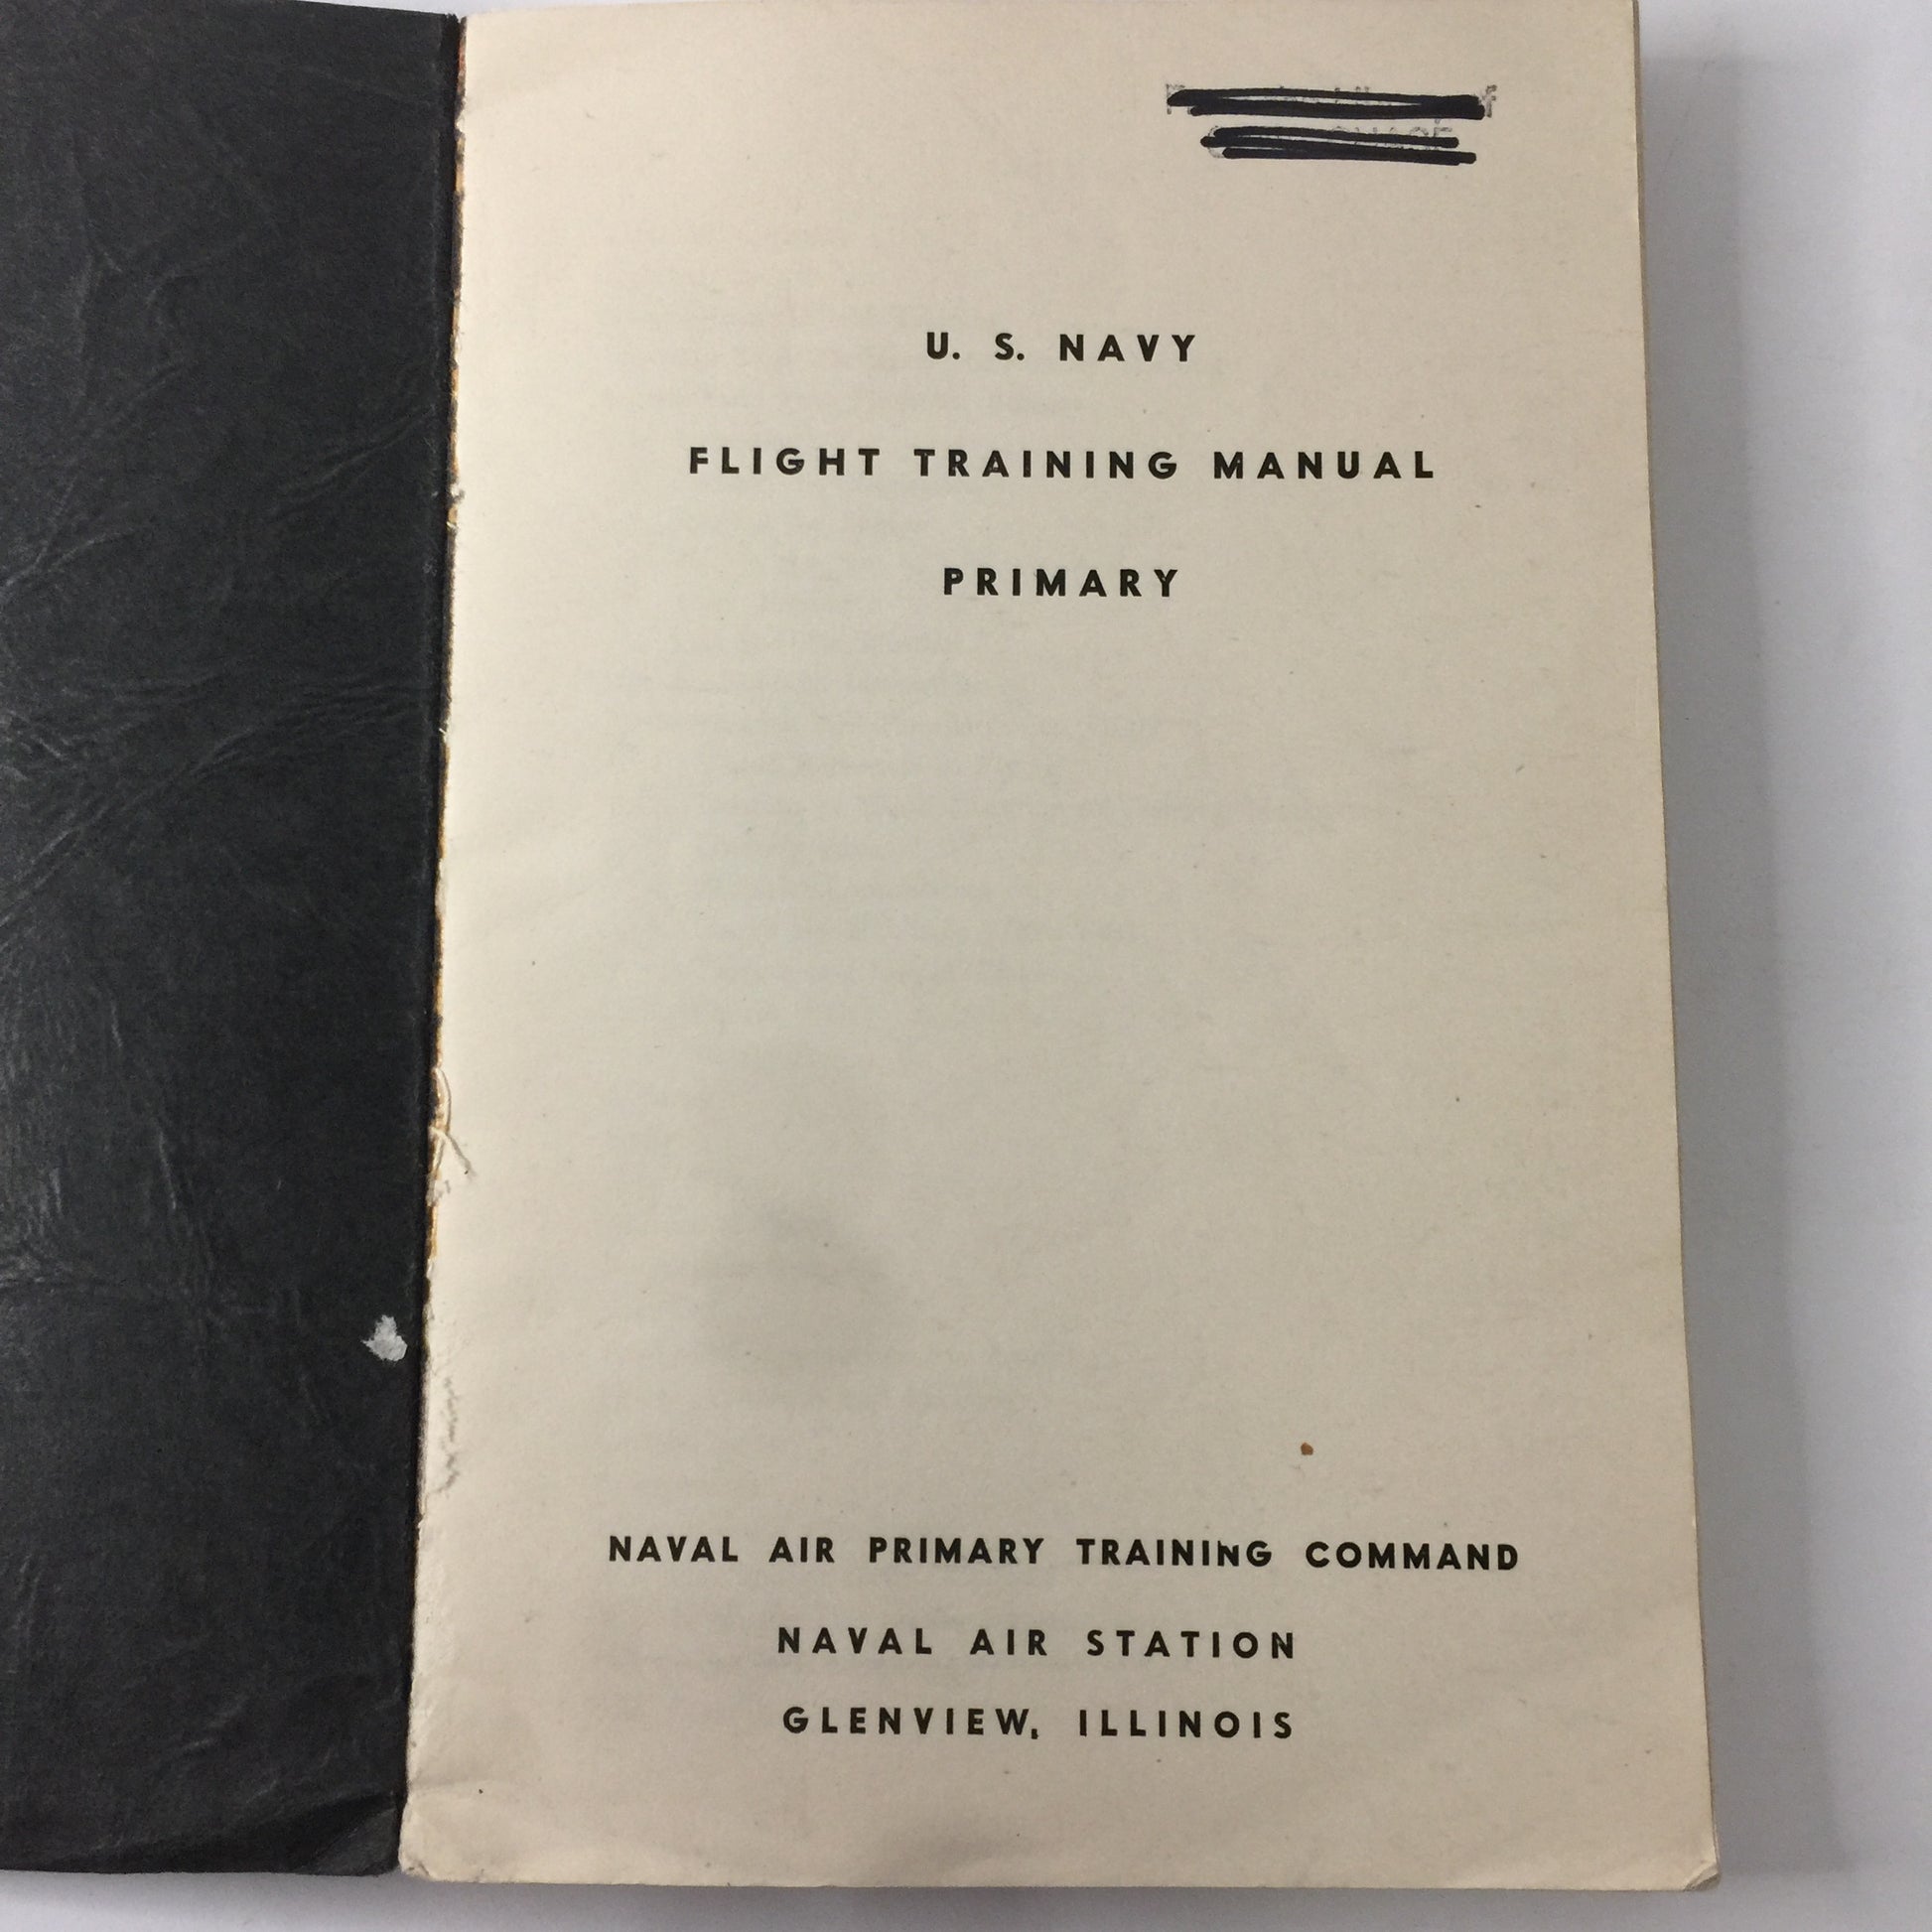 U. S. NAVY
FLIGHT TRAINING MANUAL
PRIMARY
NAVAL AIR PRIMARY TRAINING COMMAND
NAVAL AIR STATION
GLENVIEW, ILLINOIS